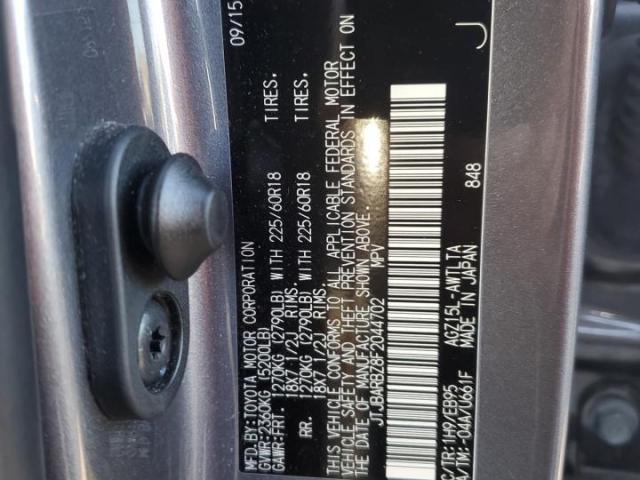 MFD.BY:TOYOTA MOTOR CORPORATION 09/15
GVWR:2360KG (5200LB)
GAWR:FRT. 1270KG (2790LB) WITH 225/60R18 TIRES.
18X7 1/2J RIMS.
RR. 1270KG (2790LB) WITH 225/60R18 TIRES.
18X7 1/2J RIMS.
THIS VEHICLE CONFORMS TO ALL APPLICABLE FEDERAL MOTOR
VEHICLE SAFETY AND THEFT PREVENTION STANDARDS IN EFFECT ON
THE DATE OF MANUFACTURE SHOWN ABOVE.
JTJBARBZ8F2044702 MPV
C/TR:1H9/EB95 AGZ15L-AWTLTA
A/TM:-04A/U661F MADE IN JAPAN 848
J